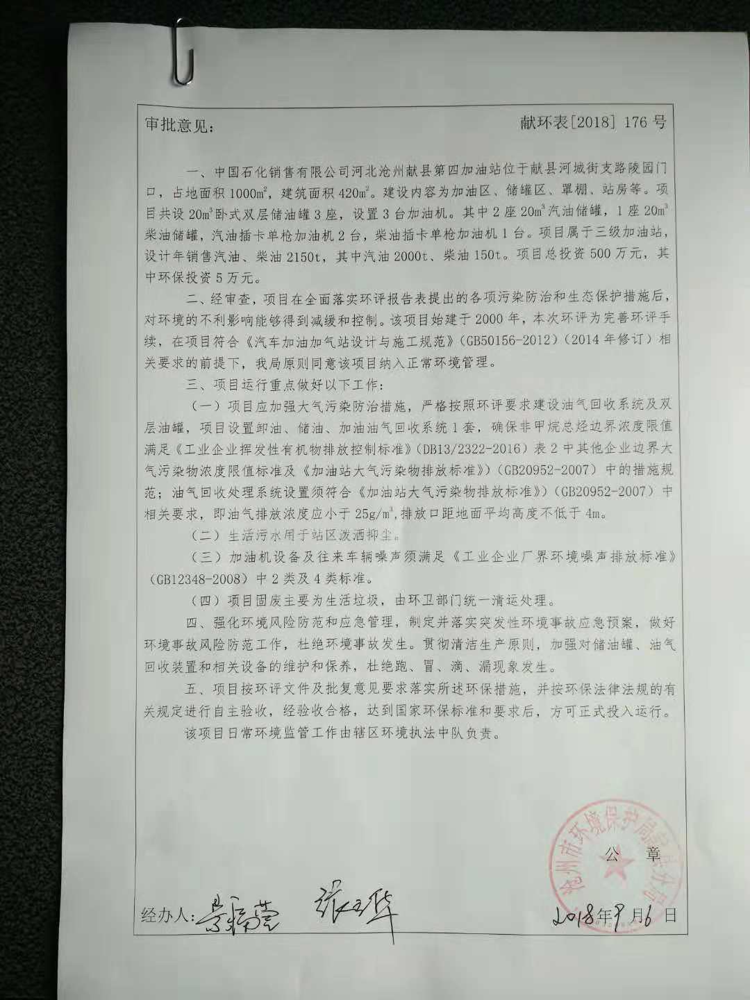 审批意见：
献环表[2018] 176 号
一、中国石化销售有限公司河北沧州献县第四加油站位于献县河城街支路陵园门
口，占地面积 1000㎡，建筑面积 420㎡。建设内容为加油区、储罐区、罩棚、站房等。项
目共设 20m³卧式双层储油罐 3 座，设置 3 台加油机。其中 2 座 20m³汽油储罐，1 座 20m³
柴油储罐，汽油插卡单枪加油机 2 台，柴油插卡单枪加油机 1 台。项目属于三级加油站，
设计年销售汽油、柴油 2150t，其中汽油 2000t、柴油 150t。项目总投资 500 万元，其
中环保投资 5 万元。
二、经审查，项目在全面落实环评报告表提出的各项污染防治和生态保护措施后，
对环境的不利影响能够得到减缓和控制。该项目始建于 2000 年，本次环评为完善环评手
续，在项目符合《汽车加油加气站设计与施工规范》（GB50156-2012）（2014 年修订）相
关要求的前提下，我局原则同意该项目纳入正常环境管理。
三、项目运行重点做好以下工作：
（一）项目应加强大气污染防治措施，严格按照环评要求建设油气回收系统及双
层油罐，项目设置卸油、储油、加油油气回收系统 1 套，确保非甲烷总烃边界浓度限值
满足《工业企业挥发性有机物排放控制标准》（DB13/2322-2016）表 2 中其他企业边界大
气污染物浓度限值标准及《加油站大气污染物排放标准》）（GB20952-2007）中的措施规
范；油气回收处理系统设置须符合《加油站大气污染物排放标准》）（GB20952-2007）中
相关要求，即油气排放浓度应小于 25g/m³,排放口距地面平均高度不低于 4m。
（二）生活污水用于站区泼洒抑尘。
（三）加油机设备及往来车辆噪声须满足《工业企业厂界环境噪声排放标准》
（GB12348-2008）中 2 类及 4 类标准。
（四）项目固废主要为生活垃圾，由环卫部门统一清运处理。
四、强化环境风险防范和应急管理，制定并落实突发性环境事故应急预案，做好
环境事故风险防范工作，杜绝环境事故发生。贯彻清洁生产原则，加强对储油罐、油气
回收装置和相关设备的维护和保养，杜绝跑、冒、滴、漏现象发生。
五、项目按环评文件及批复意见要求落实所述环保措施，并按环保法律法规的有
关规定进行自主验收，经验收合格，达到国家环保标准和要求后，方可正式投入运行。
该项目日常环境监管工作由辖区环境执法中队负责。
沧州市环境保护局献县分局
公 章
经办人：
2018年9月6日